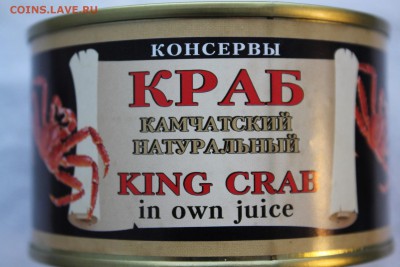 COINS.LAVE.RU
КОНСЕРВЫ
КРАБ
КАМЧАТСКИЙ
НАТУРАЛЬНЫЙ
KING CRAB
in own juice